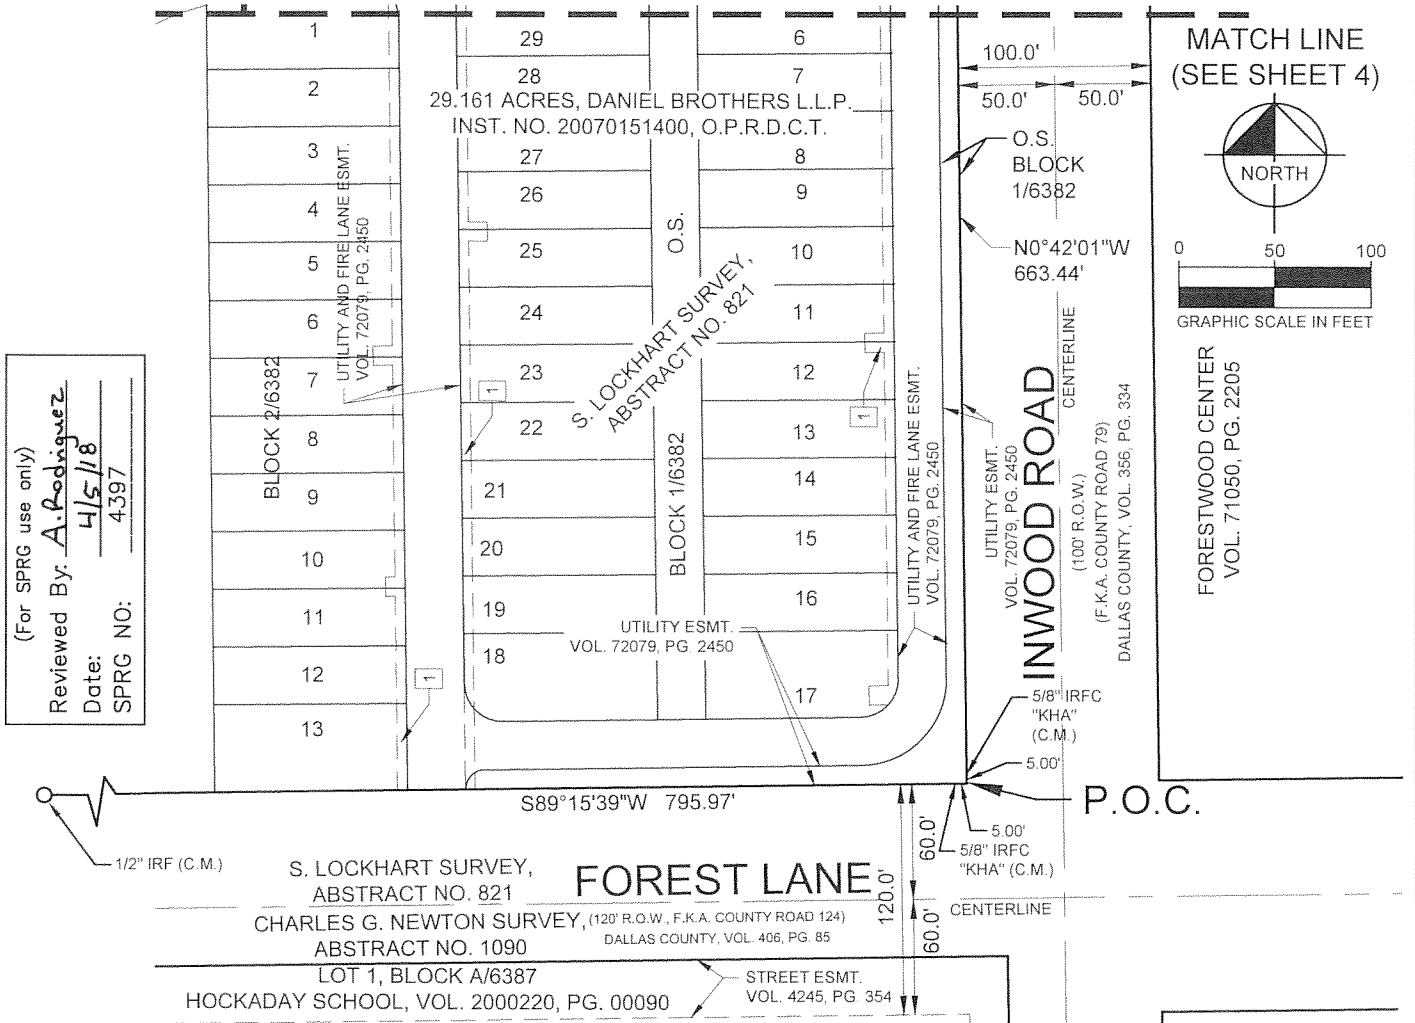 MATCH LINE
(SEE SHEET 4)
NORTH
0 50 100
GRAPHIC SCALE IN FEET
FORESTWOOD CENTER
VOL. 71050, PG. 2205
1
2
3
4
5
6
7
8
9
10
11
12
13
BLOCK 2/6382
UTILITY AND FIRE LANE ESMT.
VOL. 72079, PG. 2450
29
28
29.161 ACRES, DANIEL BROTHERS L.L.P.
INST. NO. 20070151400, O.P.R.D.C.T.
27
26
25
24
23
22
21
20
19
18
1
1
O.S.
S. LOCKHART SURVEY,
ABSTRACT NO. 821
BLOCK 1/6382
6
7
8
9
10
11
12
13
14
15
16
17
1
UTILITY ESMT.
VOL. 72079, PG. 2450
UTILITY AND FIRE LANE ESMT.
VOL. 72079, PG. 2450
100.0'
50.0' 50.0'
O.S.
BLOCK
1/6382
N0°42'01"W
663.44'
UTILITY ESMT.
VOL. 72079, PG. 2450
INWOOD ROAD
CENTERLINE
(100' R.O.W.)
(F.K.A. COUNTY ROAD 79)
DALLAS COUNTY, VOL. 356, PG. 334
5/8" IRFC
"KHA"
(C.M.)
5.00'
P.O.C.
5.00'
5/8" IRFC
"KHA" (C.M.)
S89°15'39"W 795.97'
1/2" IRF (C.M.)
S. LOCKHART SURVEY,
ABSTRACT NO. 821
FOREST LANE
CHARLES G. NEWTON SURVEY,
ABSTRACT NO. 1090
(120' R.O.W., F.K.A. COUNTY ROAD 124)
DALLAS COUNTY, VOL. 406, PG. 85
120.0'
60.0'
60.0'
CENTERLINE
LOT 1, BLOCK A/6387
HOCKADAY SCHOOL, VOL. 2000220, PG. 00090
STREET ESMT.
VOL. 4245, PG. 354
(For SPRG use only)
Reviewed By: A. Rodriguez
Date: 4/5/18
SPRG NO: 4397